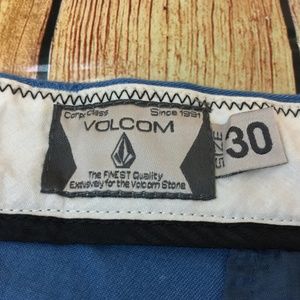 Corp. Class Since 1991
VOLCOM
The FINEST Quality
Exclusively for the Volcom Stone
SIZE 30